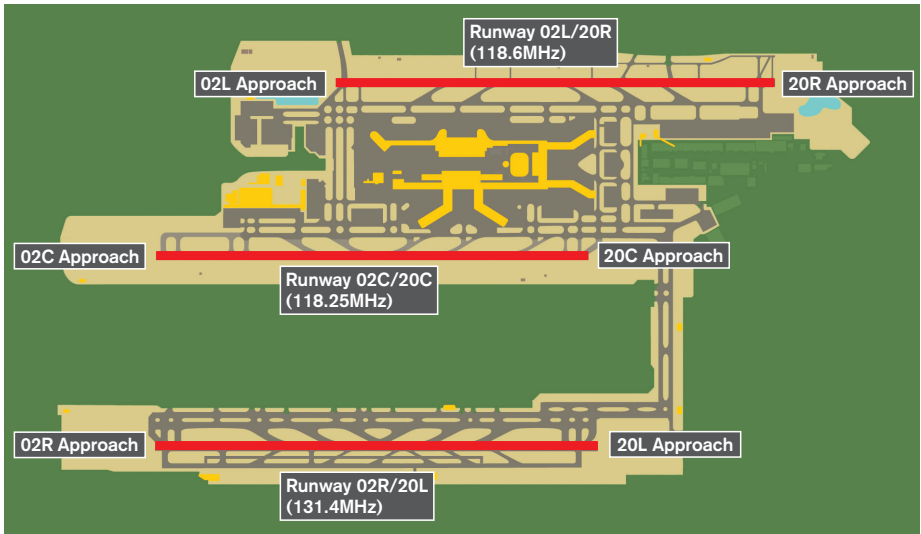 Runway 02L/20R
(118.6MHz)
02L Approach
20R Approach
02C Approach
20C Approach
Runway 02C/20C
(118.25MHz)
02R Approach
20L Approach
Runway 02R/20L
(131.4MHz)